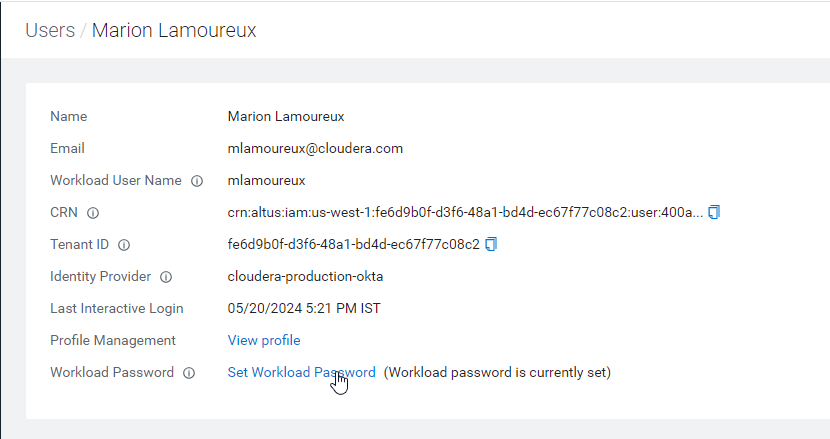 Users / Marion Lamoureux
Name Marion Lamoureux
Email mlamoureux@cloudera.com
Workload User Name mlamoureux
CRN crn:altus:iam:us-west-1:fe6d9b0f-d3f6-48a1-bd4d-ec67f77c08c2:user:400a...
Tenant ID fe6d9b0f-d3f6-48a1-bd4d-ec67f77c08c2
Identity Provider cloudera-production-okta
Last Interactive Login 05/20/2024 5:21 PM IST
Profile Management View profile
Workload Password Set Workload Password (Workload password is currently set)